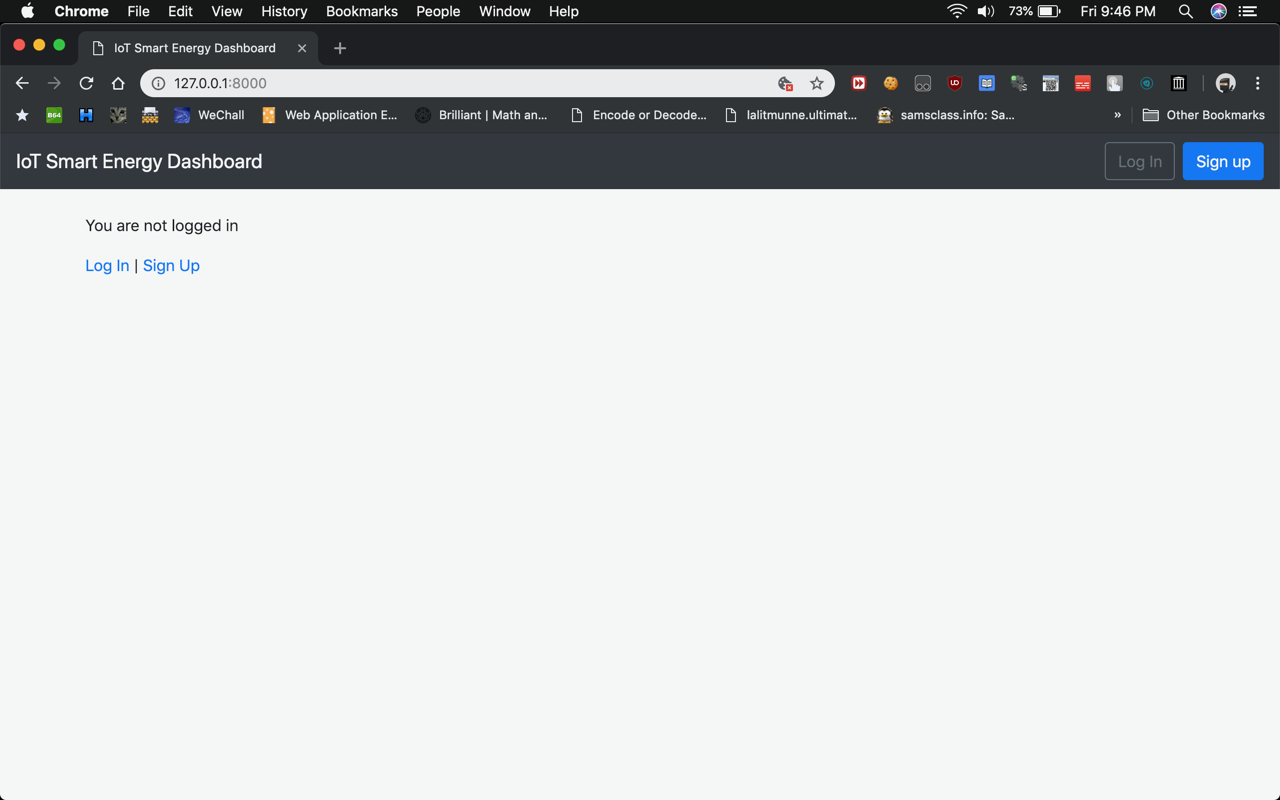 Chrome File Edit View History Bookmarks People Window Help 73% Fri 9:46 PM
IoT Smart Energy Dashboard
127.0.0.1:8000
B64 WeChall Web Application E... Brilliant | Math an... Encode or Decode... lalitmunne.ultimat... samsclass.info: Sa... » Other Bookmarks
IoT Smart Energy Dashboard Log In Sign up
You are not logged in
Log In | Sign Up